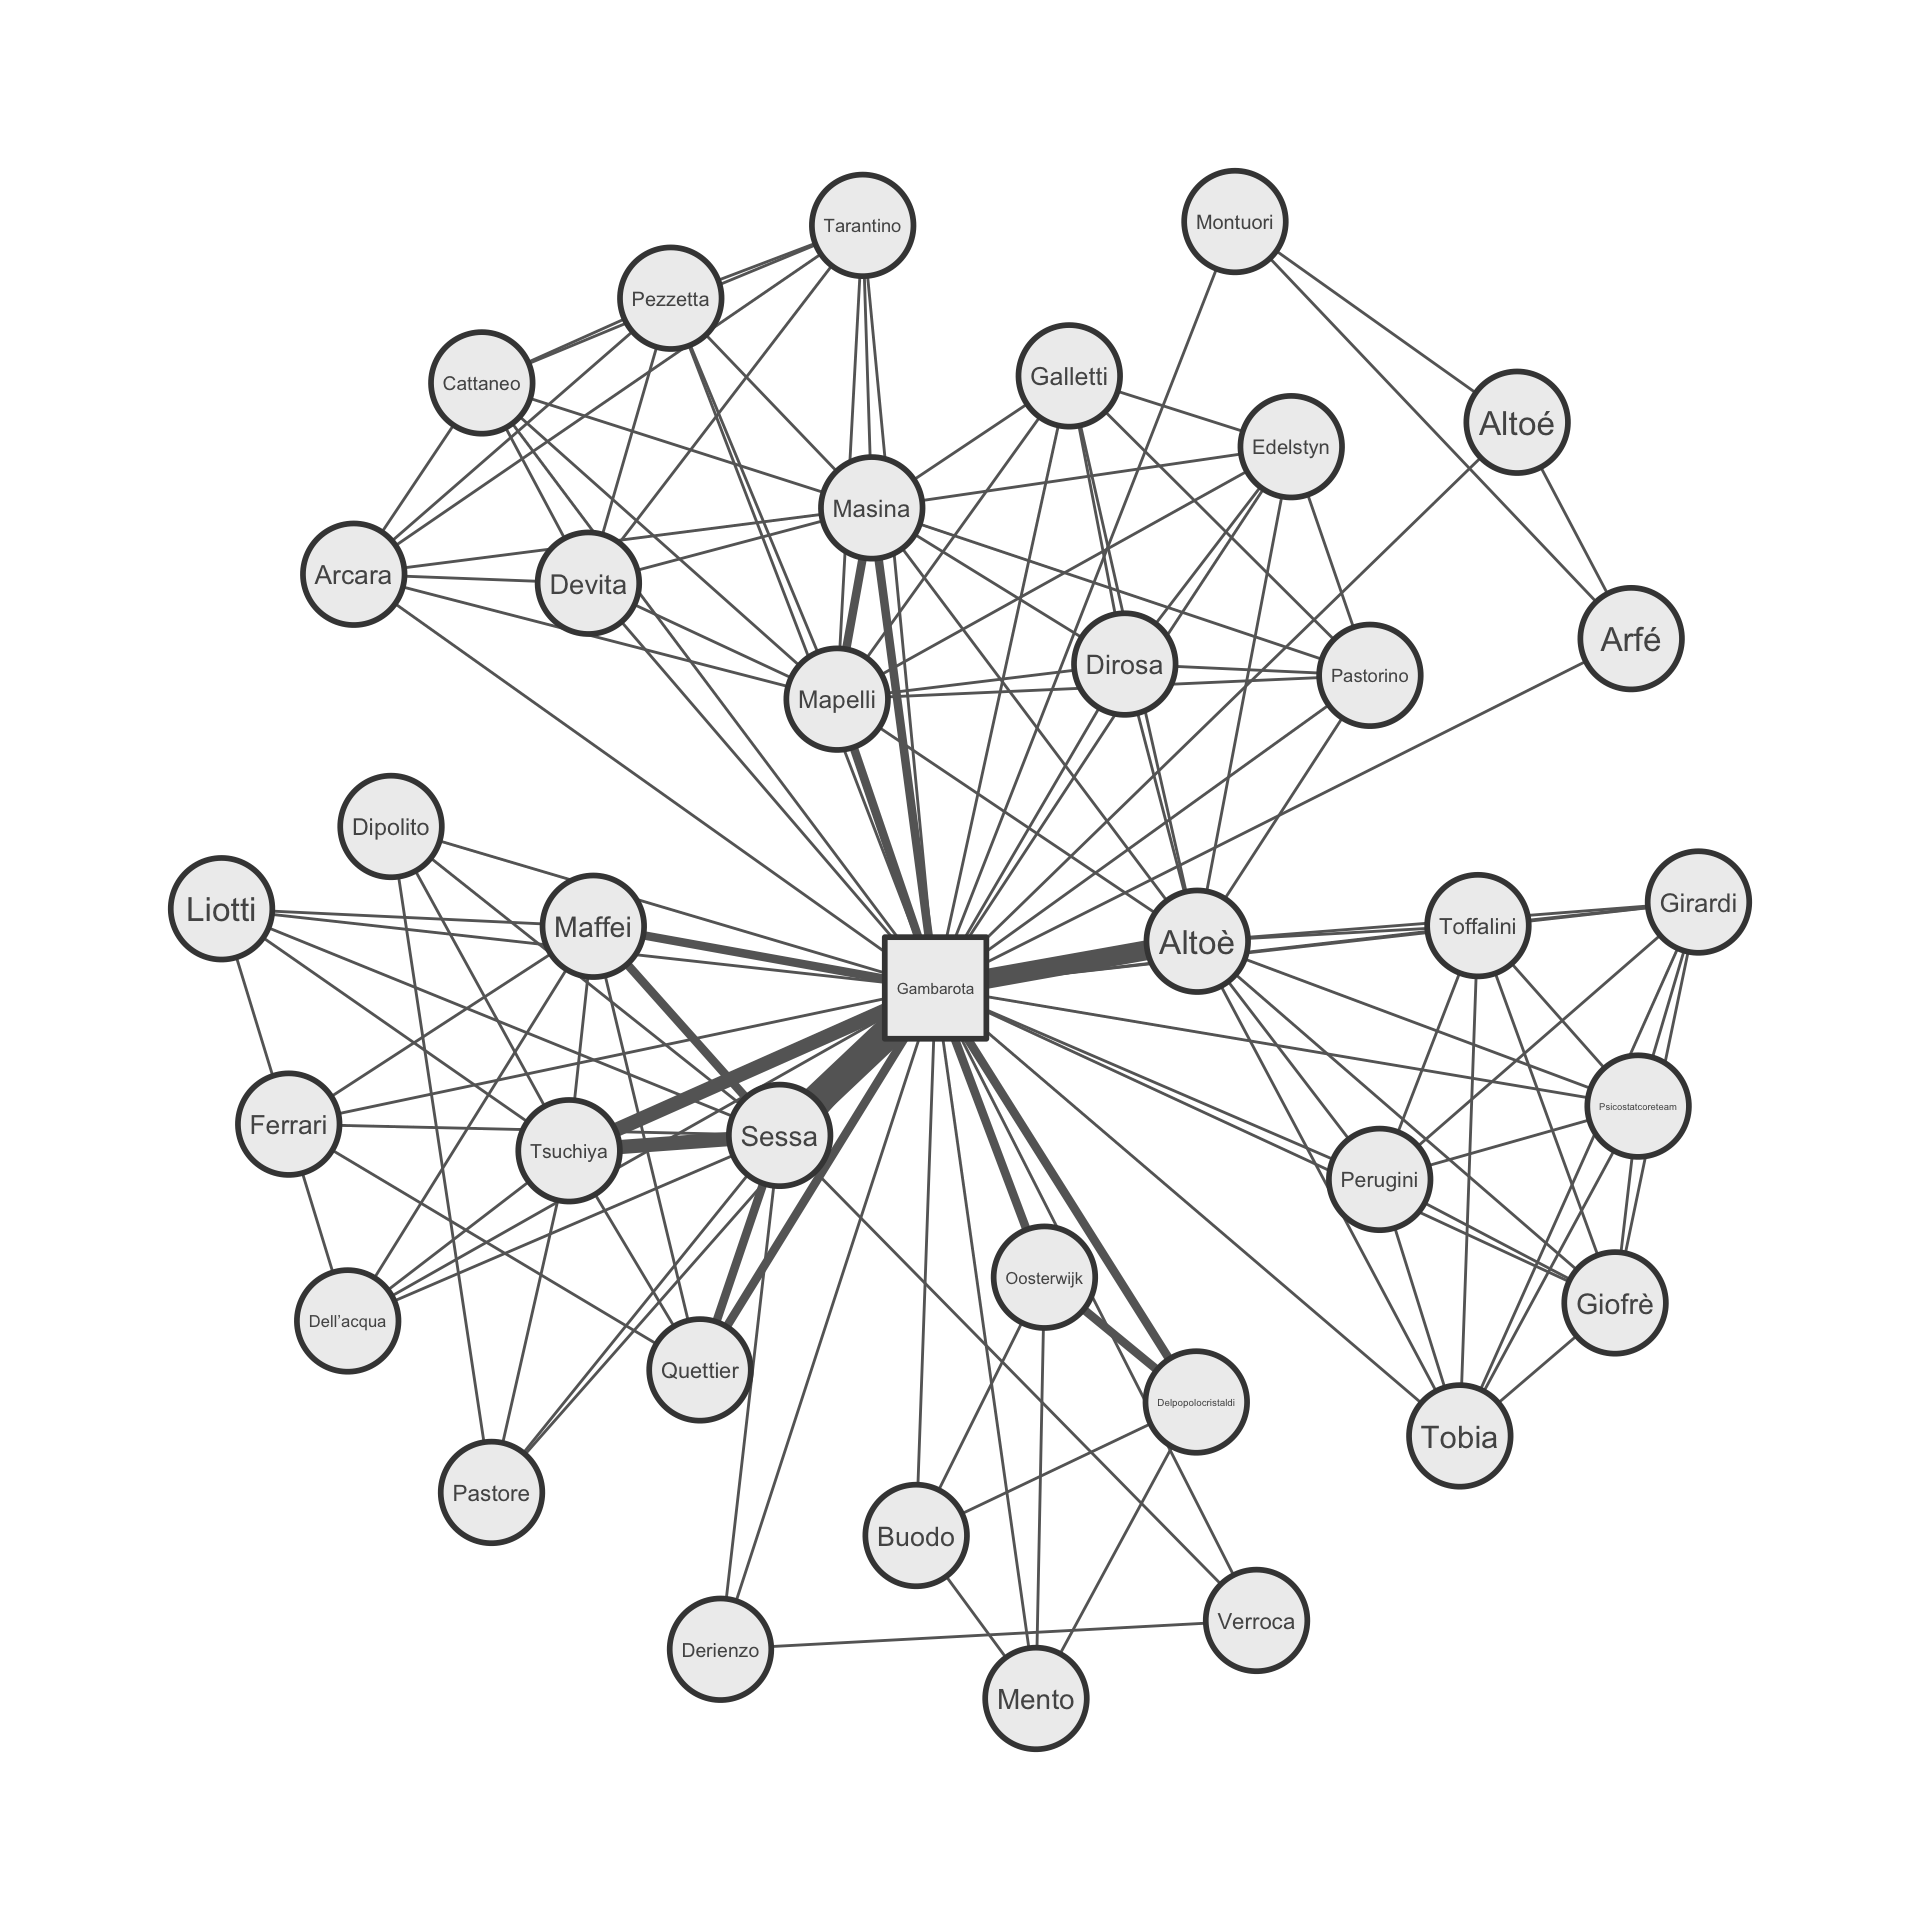 Tarantino
Montuori
Pezzetta
Cattaneo
Galletti
Altoé
Edelstyn
Masina
Arcara
Devita
Arfé
Dirosa
Pastorino
Mapelli
Dipolito
Liotti
Maffei
Altoè
Toffalini
Girardi
Gambarota
Psicostatcoreteam
Ferrari
Tsuchiya
Sessa
Perugini
Oosterwijk
Giofrè
Dell'acqua
Quettier
Delpopolocristaldi
Tobia
Pastore
Buodo
Verroca
Derienzo
Mento